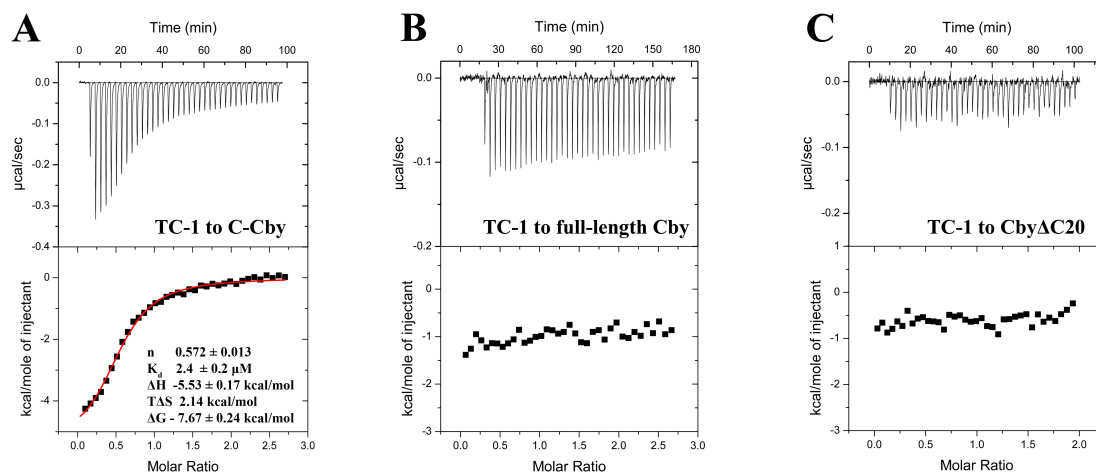 A
Time (min)
0 20 40 60 80 100
0.0
-0.1
-0.2
-0.3
-0.4
µcal/sec
TC-1 to C-Cby
0
-2
-4
kcal/mole of injectant
n 0.572 ± 0.013
Kd 2.4 ± 0.2 µM
ΔH -5.53 ± 0.17 kcal/mol
TΔS 2.14 kcal/mol
ΔG - 7.67 ± 0.24 kcal/mol
0.0 0.5 1.0 1.5 2.0 2.5 3.0
Molar Ratio
B
Time (min)
0 30 60 90 120 150 180
0.0
-0.1
-0.2
µcal/sec
TC-1 to full-length Cby
0
-1
-2
-3
kcal/mole of injectant
0.0 0.5 1.0 1.5 2.0 2.5 3.0
Molar Ratio
C
Time (min)
0 20 40 60 80 100
0.0
-0.1
-0.2
µcal/sec
TC-1 to CbyΔC20
1
0
-1
-2
-3
kcal/mole of injectant
0.0 0.5 1.0 1.5 2.0
Molar Ratio